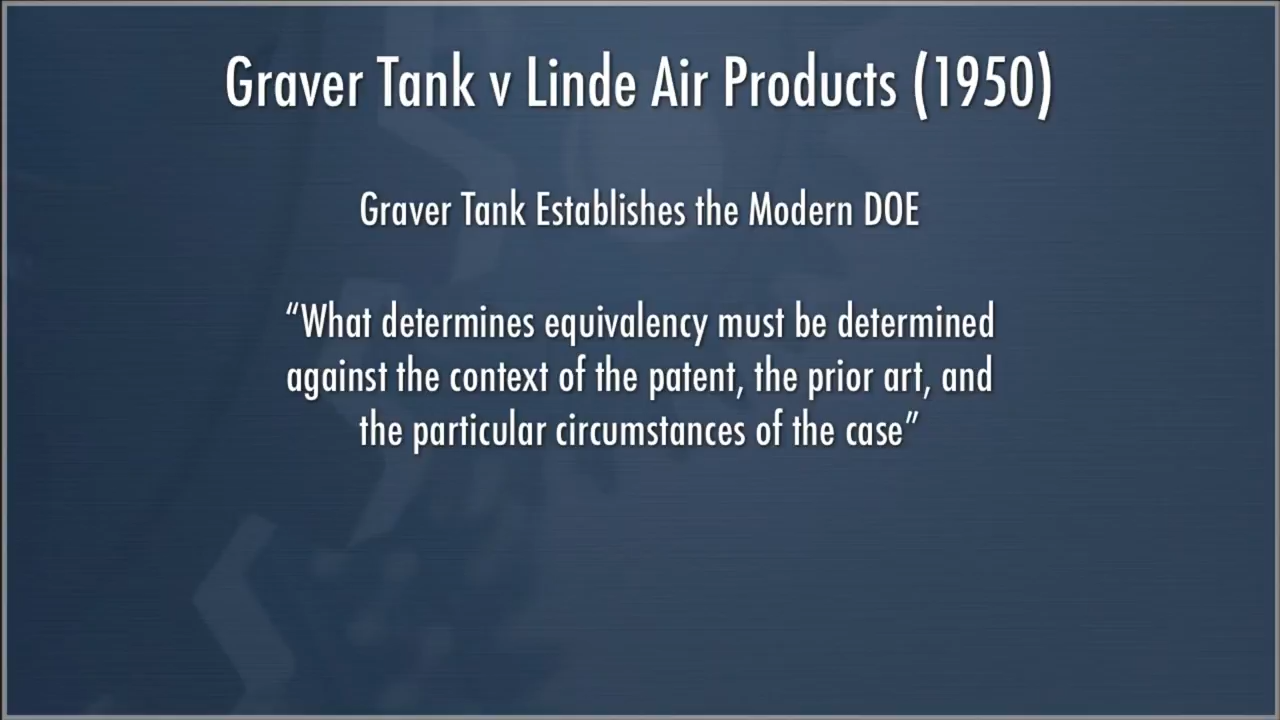 Graver Tank v Linde Air Products (1950)
Graver Tank Establishes the Modern DOE
“What determines equivalency must be determined
against the context of the patent, the prior art, and
the particular circumstances of the case”